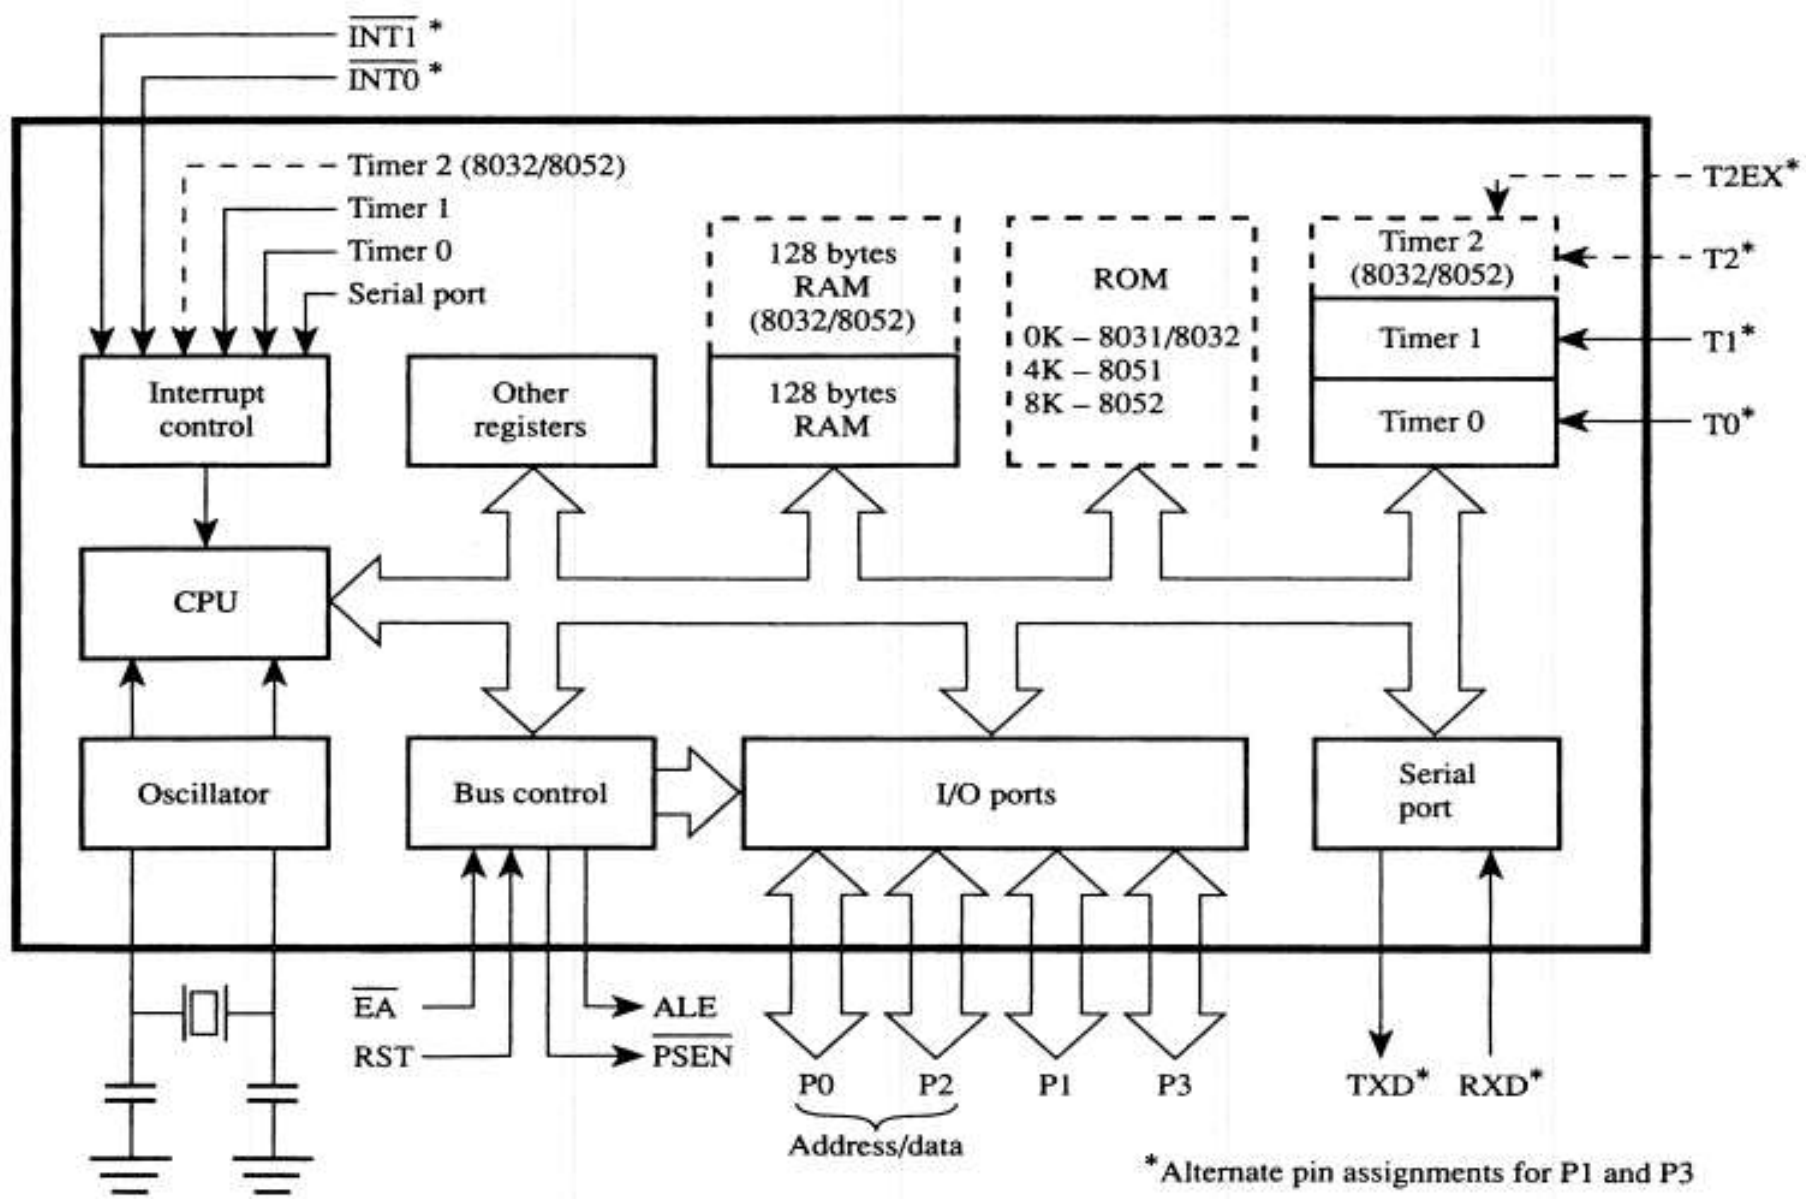 INT1 *
INT0 *
Timer 2 (8032/8052)
Timer 1
Timer 0
Serial port
T2EX*
T2*
T1*
T0*
128 bytes
RAM
(8032/8052)
128 bytes
RAM
ROM
0K – 8031/8032
4K – 8051
8K – 8052
Timer 2
(8032/8052)
Timer 1
Timer 0
Interrupt
control
Other
registers
CPU
Oscillator
Bus control
I/O ports
Serial
port
EA
RST
ALE
PSEN
P0
P2
P1
P3
TXD*
RXD*
Address/data
*Alternate pin assignments for P1 and P3